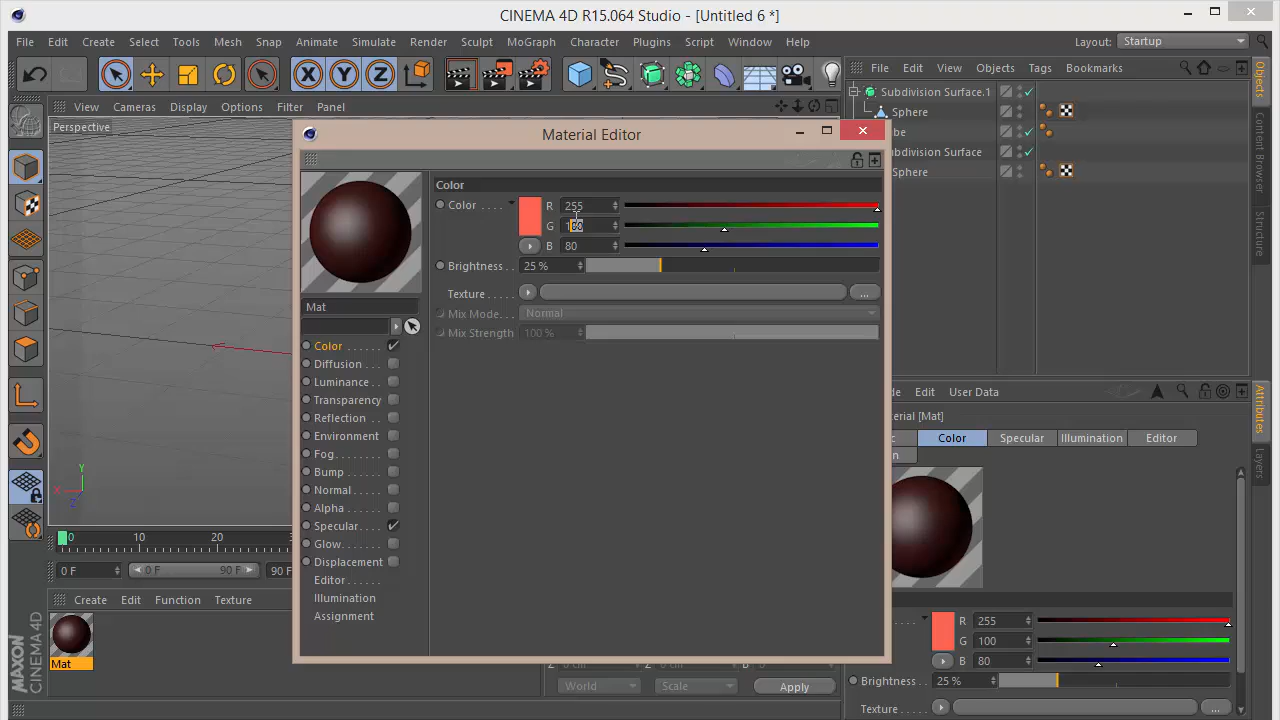 CINEMA 4D R15.064 Studio - [Untitled 6 *]
File Edit Create Select Tools Mesh Snap Animate Simulate Render Sculpt MoGraph Character Plugins Script Window Help Layout: Startup
X Y Z
File Edit View Objects Tags Bookmarks
Subdivision Surface.1
Sphere
be
Subdivision Surface
Sphere
Objects
Content Browser
Structure
View Cameras Display Options Filter Panel
Perspective
Y
X
Z
Material Editor
Color
Color . . . . R 255
G
B 80
Brightness . . 25 %
Texture . . . . . ...
Mix Mode. . . Normal
Mix Strength 100 %
Mat
Color . . . . . .
Diffusion . . .
Luminance. . .
Transparency
Reflection . .
Environment
Fog. . . . . . . .
Bump . . . . .
Normal . . . .
Alpha . . . . .
Specular. . . .
Glow. . . . . .
Displacement
Editor. . . . . .
Illumination
Assignment
0 10 20
0 F 0 F 90 F 90 F
Create Edit Function Texture
Mat
MAXON
CINEMA 4D
World Scale Apply
de Edit User Data
erial [Mat]
c Color Specular Illumination Editor
n
Attributes
Layers
R 255
G 100
B 80
Brightness . . 25 %
Texture . . . . . ...